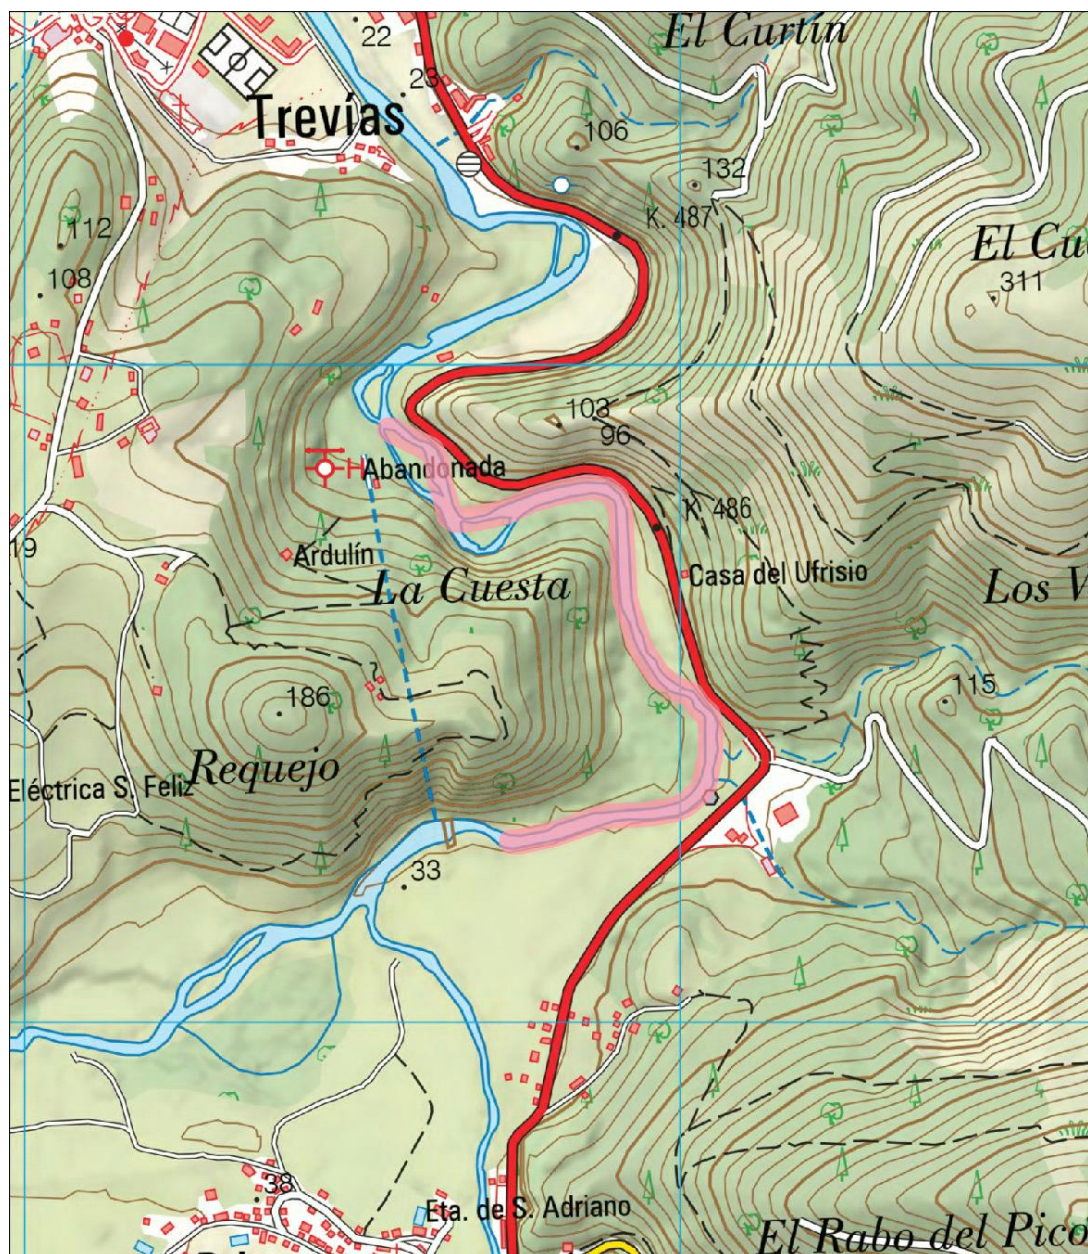 El Curtín
22
23
Trevías
106
132
K. 487
112
El Cu
108
311
103
96
Abandonada
K. 486
19
Ardulín
Casa del Ufrisio
La Cuesta
Los V
186
115
Requejo
Eléctrica S. Feliz
33
38
Eta. de S. Adriano
El Rabo del Picc